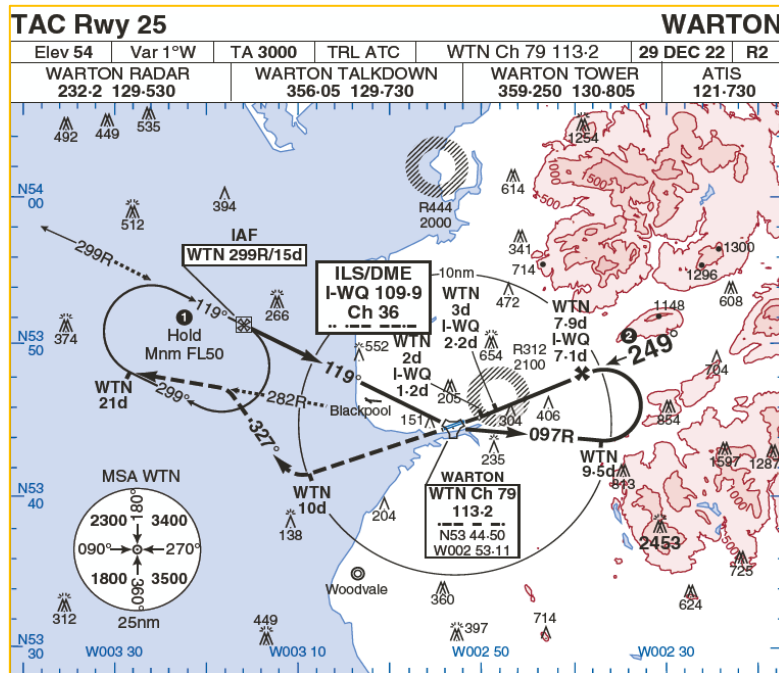 TAC Rwy 25 WARTON
Elev 54 Var 1°W TA 3000 TRL ATC WTN Ch 79 113·2 29 DEC 22 R2
WARTON RADAR
232·2 129·530
WARTON TALKDOWN
356·05 129·730
WARTON TOWER
359·250 130·805
ATIS
121·730
492
449
535
1254
500
N54
00
394
512
614
500
R444
2000
IAF
WTN 299R/15d
299R
341
714
1300
1296
ILS/DME
I-WQ 109·9
Ch 36
10nm
WTN
3d
I-WQ
2·2d
472
WTN
7·9d
I-WQ
7·1d
1148
608
119°
1
Hold
Mnm FL50
266
N53
50
374
552
WTN
2d
I-WQ
1·2d
654
R312
2100
2
249°
704
119°
WTN
21d
299°
282R
Blackpool
205
151
304
406
854
327°
097R
235
WTN
9·5d
813
1597
1287
MSA WTN
2300
3400
1800
3500
080°
090°
270°
360°
25nm
WTN
10d
WARTON
WTN Ch 79
113·2
N53 44·50
W002 53·11
N53
40
138
204
2453
725
Woodvale
360
624
312
449
397
714
N53
30
W003 30
W003 10
W002 50
W002 30